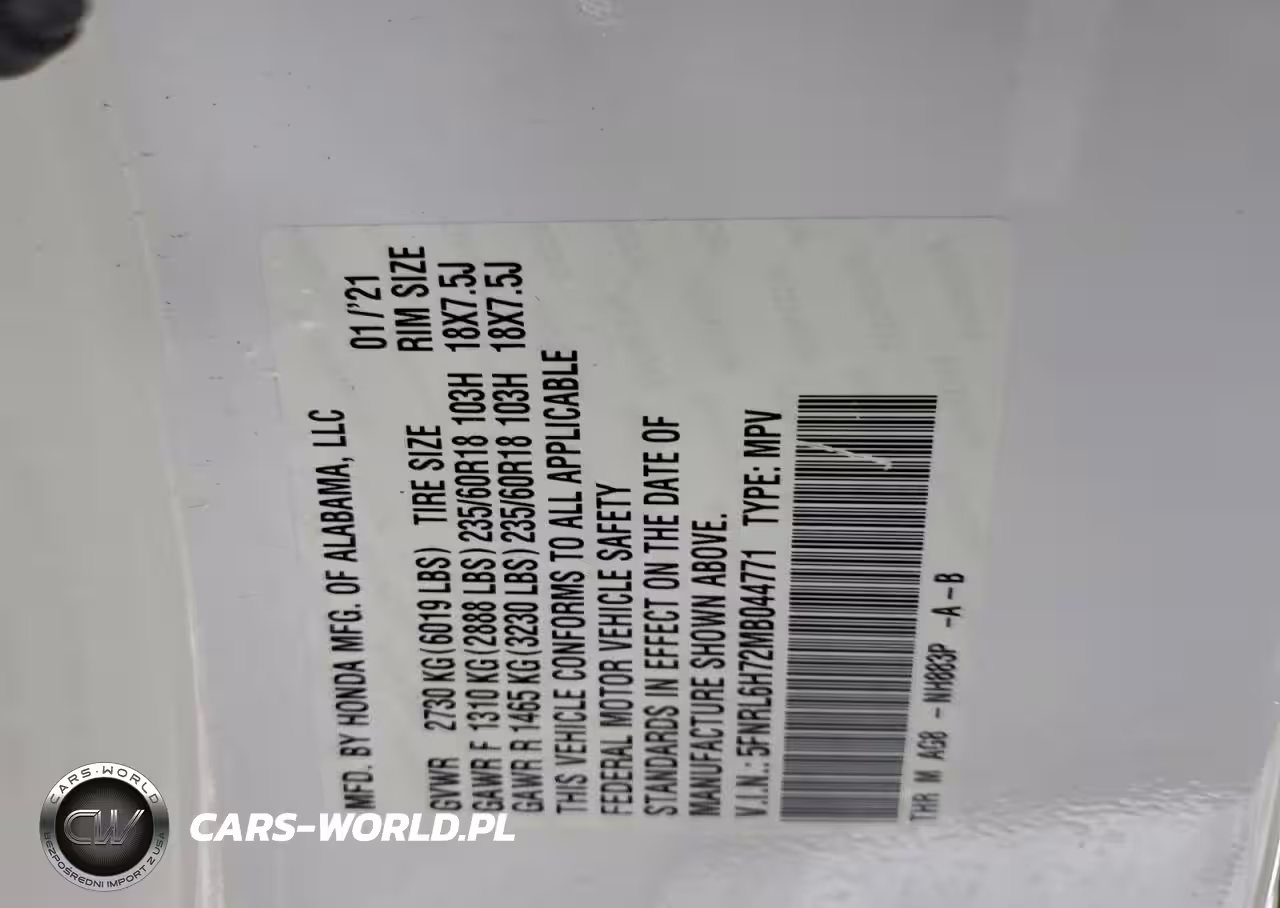 MFD. BY HONDA MFG. OF ALABAMA, LLC 01/'21
GVWR 2730 KG (6019 LBS) TIRE SIZE RIM SIZE
GAWR F 1310 KG (2888 LBS) 235/60R18 103H 18X7.5J
GAWR R 1465 KG (3230 LBS) 235/60R18 103H 18X7.5J
THIS VEHICLE CONFORMS TO ALL APPLICABLE
FEDERAL MOTOR VEHICLE SAFETY
STANDARDS IN EFFECT ON THE DATE OF
MANUFACTURE SHOWN ABOVE.
V.I.N.: 5FNRL6H72MB044771 TYPE: MPV
THR M AG8 - NH883P - A - B
CARS-WORLD
CW
BEZPOŚREDNI IMPORT Z USA
CARS-WORLD.PL